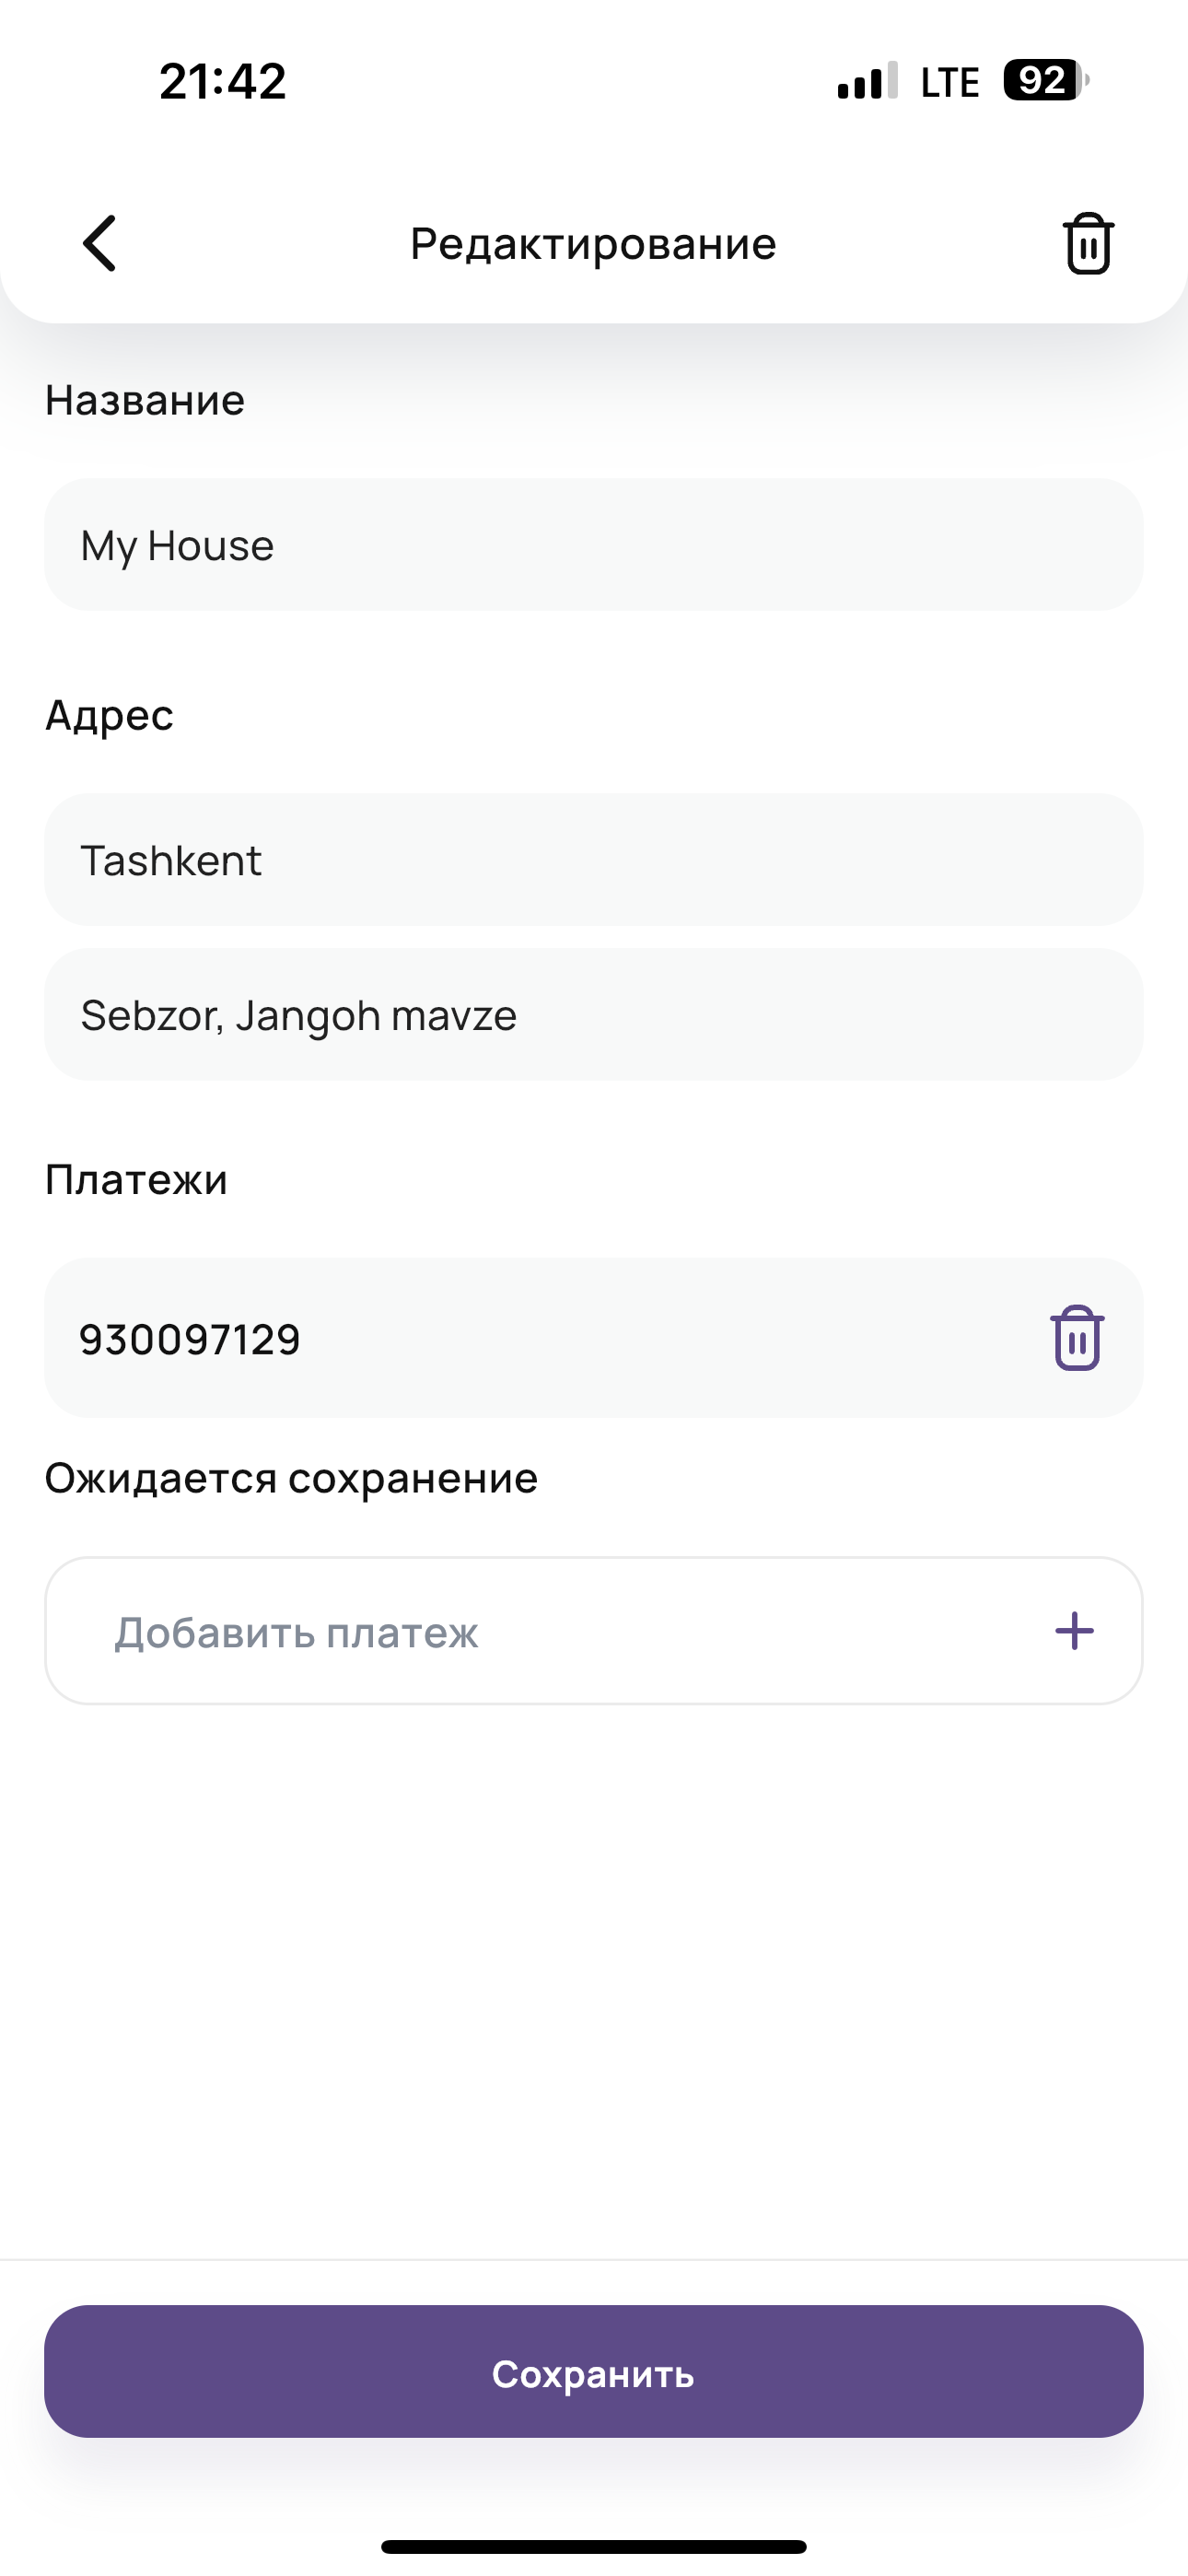 21:42 LTE 92
Редактирование
Название
My House
Адрес
Tashkent
Sebzor, Jangoh mavze
Платежи
930097129
Ожидается сохранение
Добавить платеж
Сохранить